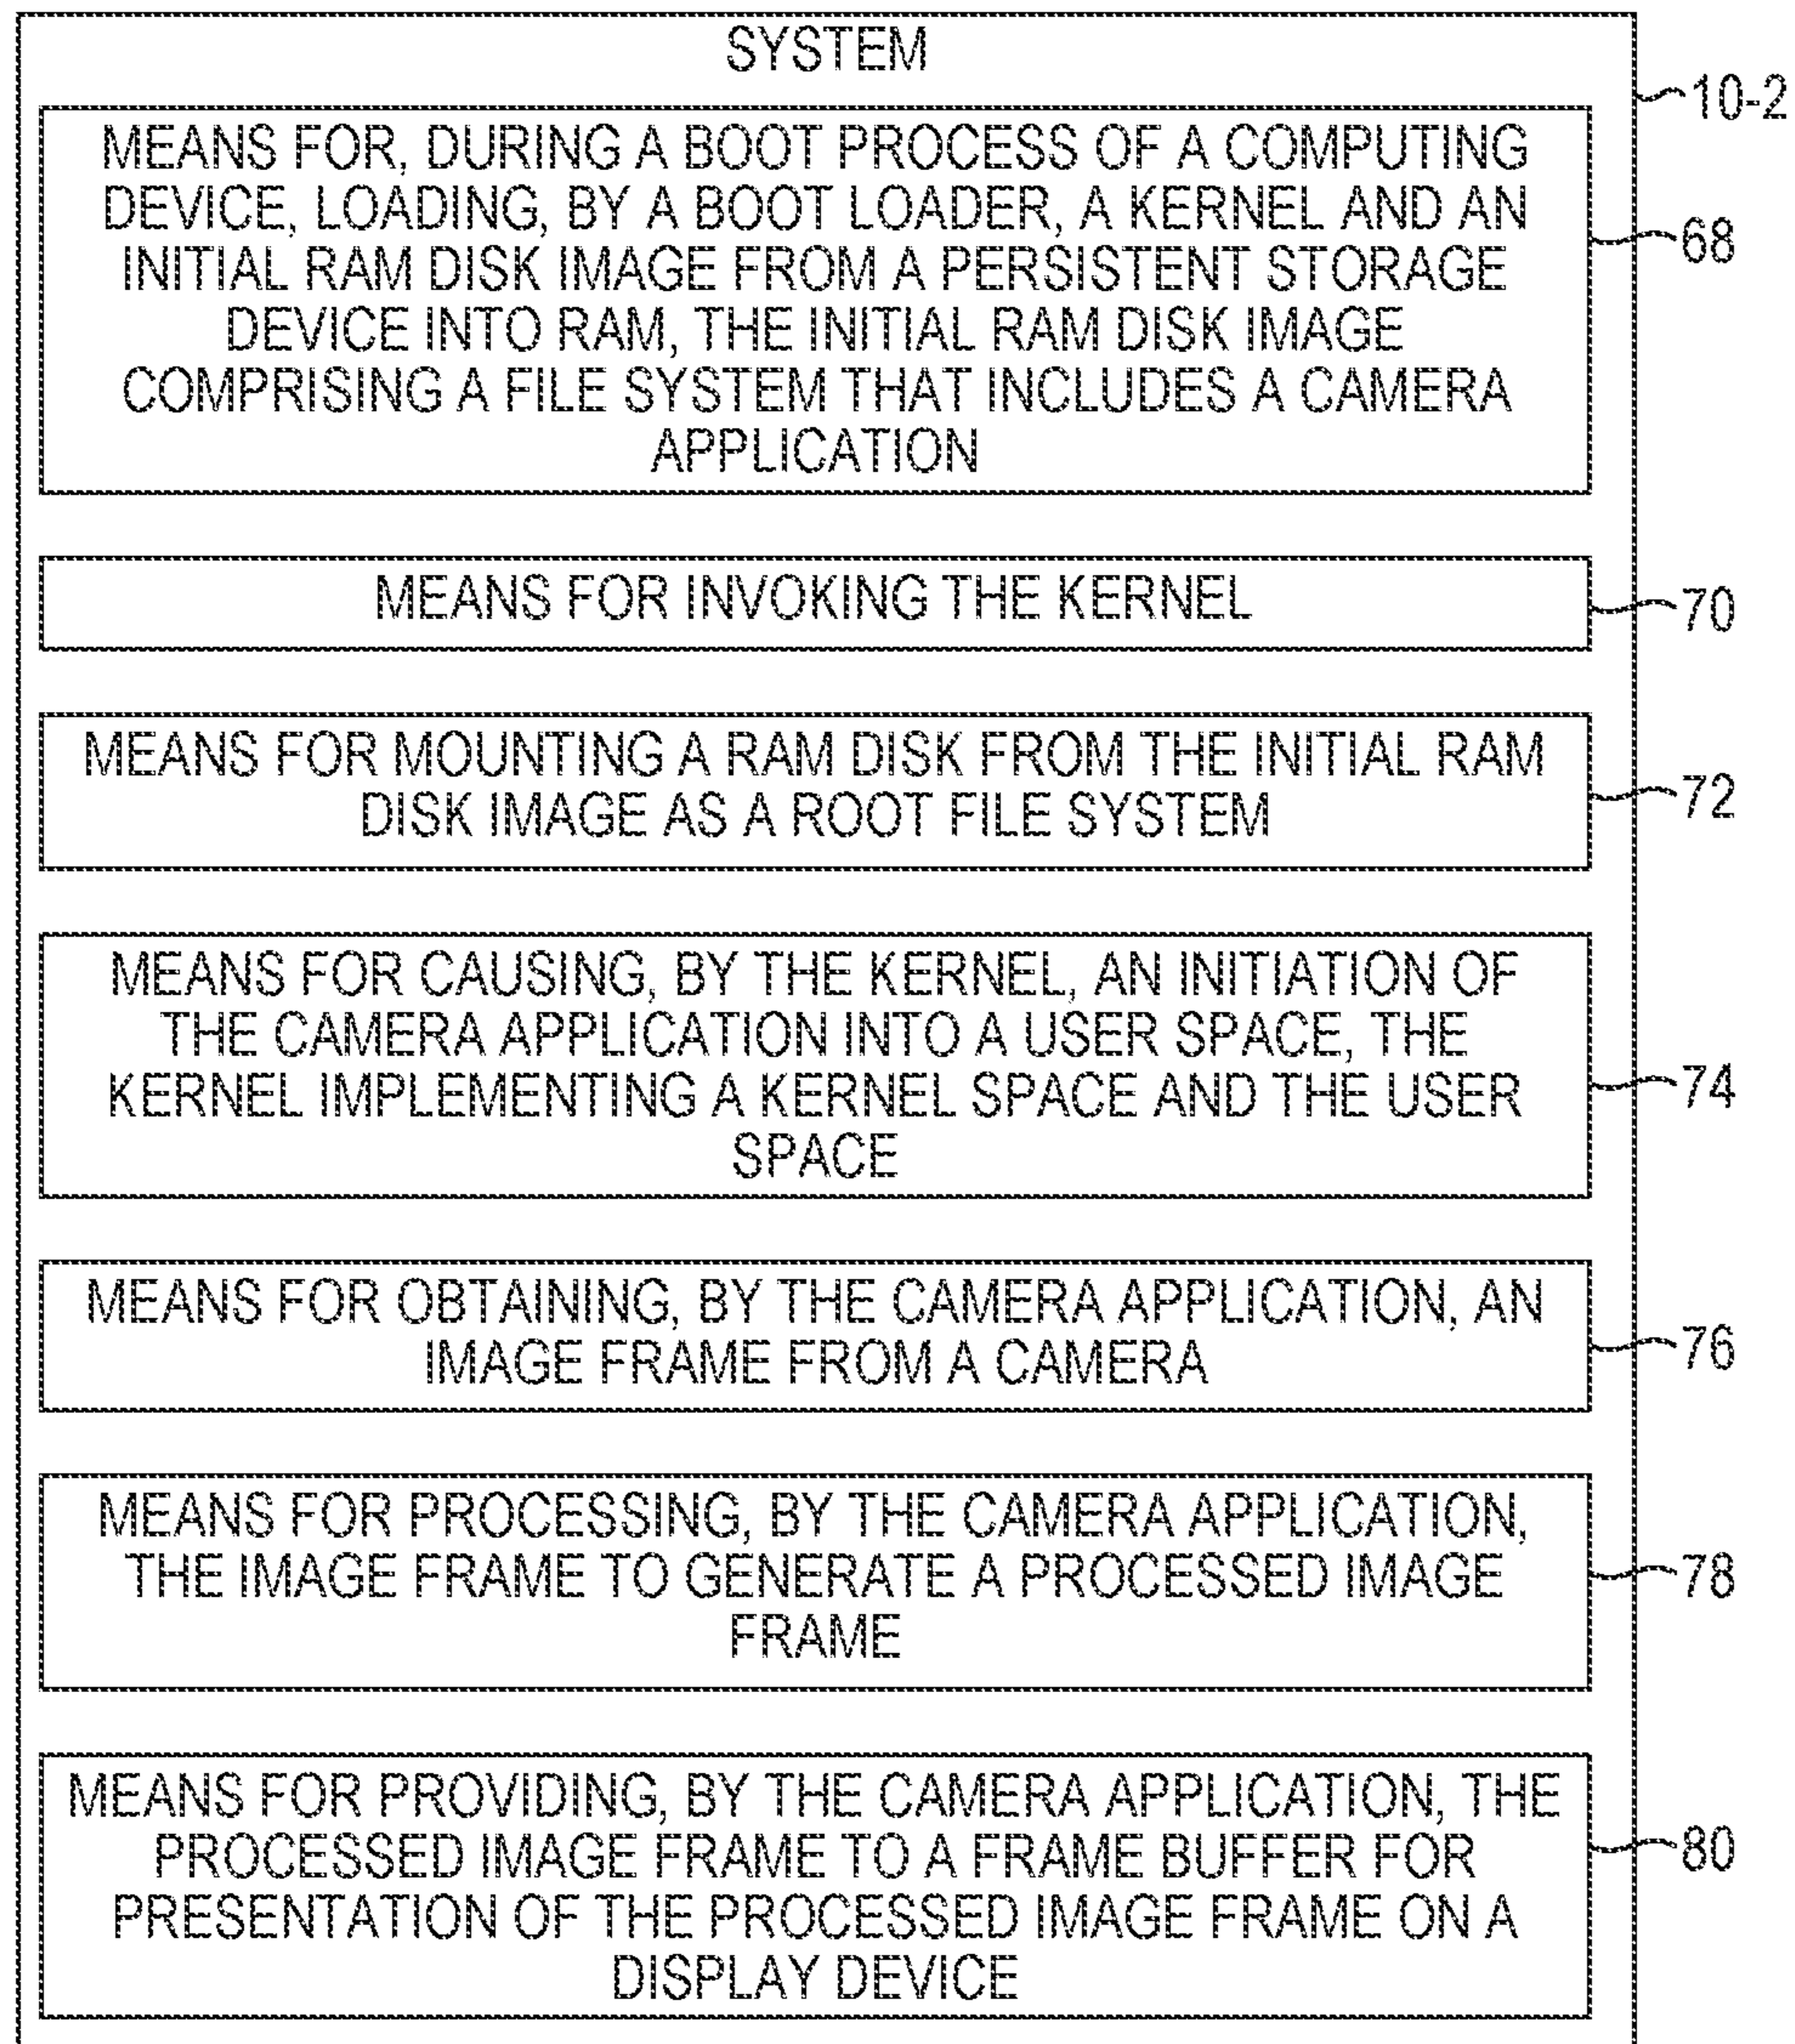 SYSTEM
10-2
MEANS FOR, DURING A BOOT PROCESS OF A COMPUTING
DEVICE, LOADING, BY A BOOT LOADER, A KERNEL AND AN
INITIAL RAM DISK IMAGE FROM A PERSISTENT STORAGE
DEVICE INTO RAM, THE INITIAL RAM DISK IMAGE
COMPRISING A FILE SYSTEM THAT INCLUDES A CAMERA
APPLICATION
68
MEANS FOR INVOKING THE KERNEL
70
MEANS FOR MOUNTING A RAM DISK FROM THE INITIAL RAM
DISK IMAGE AS A ROOT FILE SYSTEM
72
MEANS FOR CAUSING, BY THE KERNEL, AN INITIATION OF
THE CAMERA APPLICATION INTO A USER SPACE, THE
KERNEL IMPLEMENTING A KERNEL SPACE AND THE USER
SPACE
74
MEANS FOR OBTAINING, BY THE CAMERA APPLICATION, AN
IMAGE FRAME FROM A CAMERA
76
MEANS FOR PROCESSING, BY THE CAMERA APPLICATION,
THE IMAGE FRAME TO GENERATE A PROCESSED IMAGE
FRAME
78
MEANS FOR PROVIDING, BY THE CAMERA APPLICATION, THE
PROCESSED IMAGE FRAME TO A FRAME BUFFER FOR
PRESENTATION OF THE PROCESSED IMAGE FRAME ON A
DISPLAY DEVICE
80